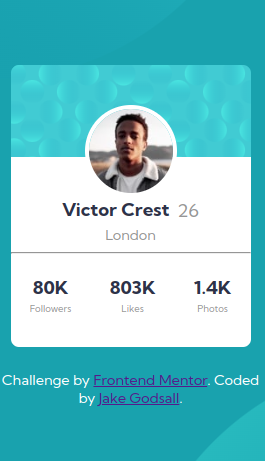 Victor Crest 26
London
80K 803K 1.4K
Followers Likes Photos
Challenge by Frontend Mentor. Coded
by Jake Godsall.